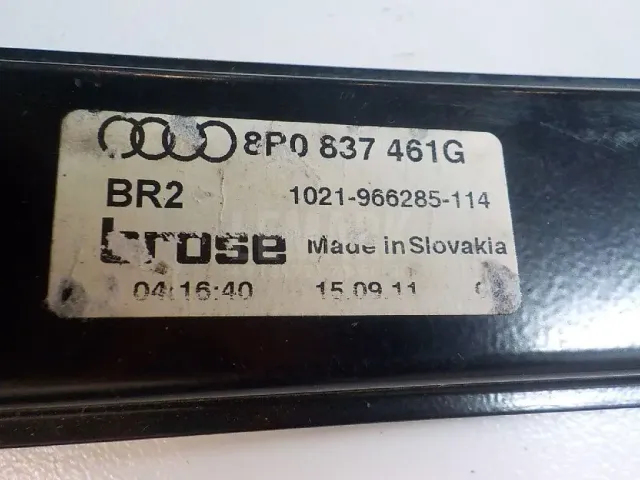 8P0 837 461G
BR2 1021-966285-114
brose Made in Slovakia
04:16:40 15.09.11